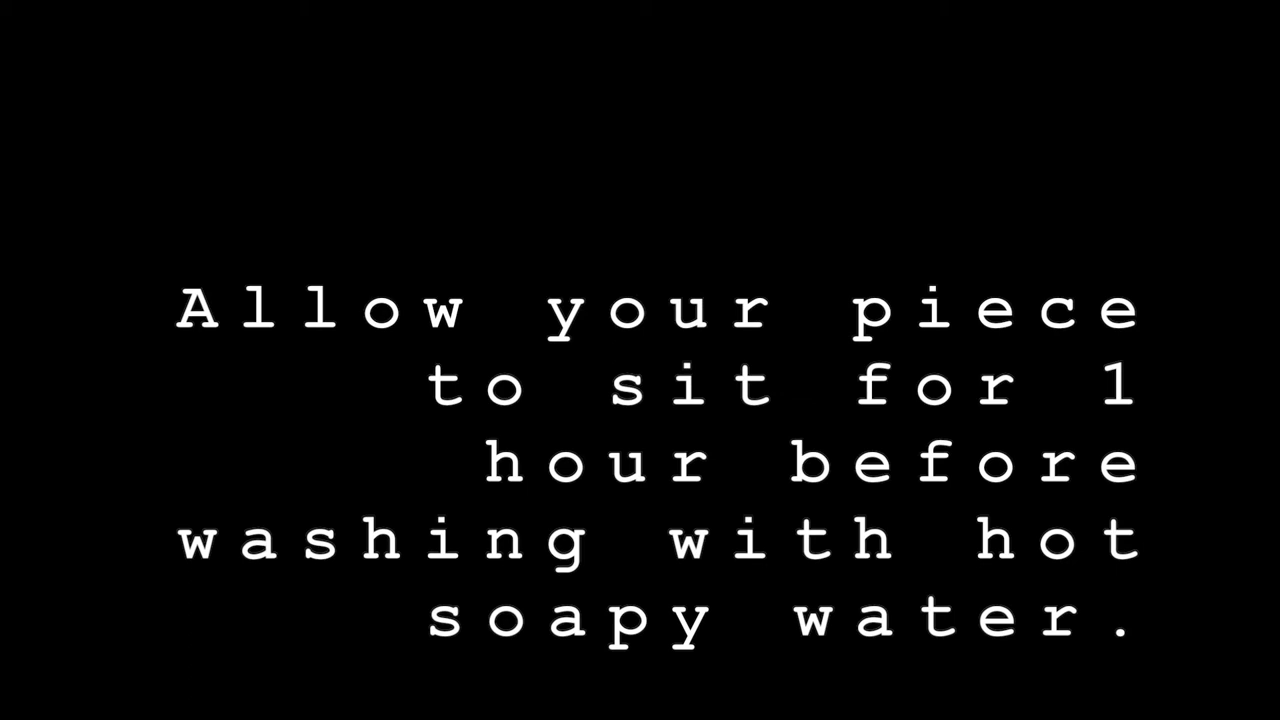 Allow your piece
to sit for 1
hour before
washing with hot
soapy water.